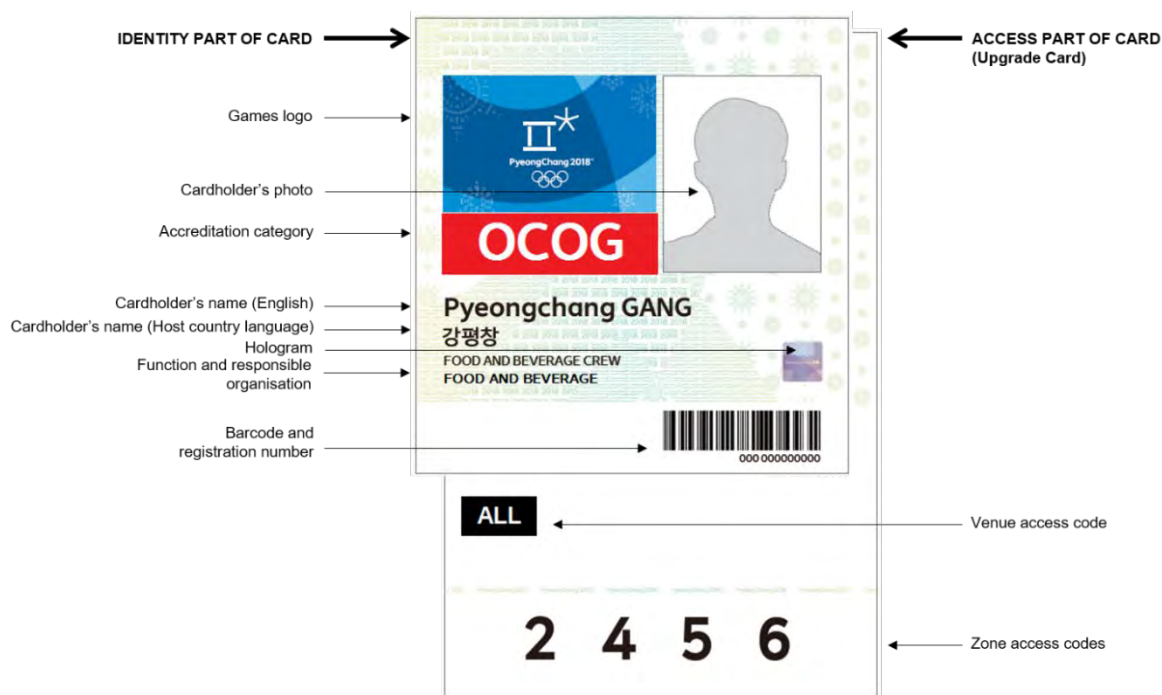 IDENTITY PART OF CARD
ACCESS PART OF CARD
(Upgrade Card)
Games logo
PyeongChang 2018™
Cardholder's photo
Accreditation category
OCOG
Cardholder's name (English)
Pyeongchang GANG
Cardholder's name (Host country language)
강평창
Hologram
Function and responsible
organisation
FOOD AND BEVERAGE CREW
FOOD AND BEVERAGE
Barcode and
registration number
000 000000000
ALL
Venue access code
2 4 5 6
Zone access codes